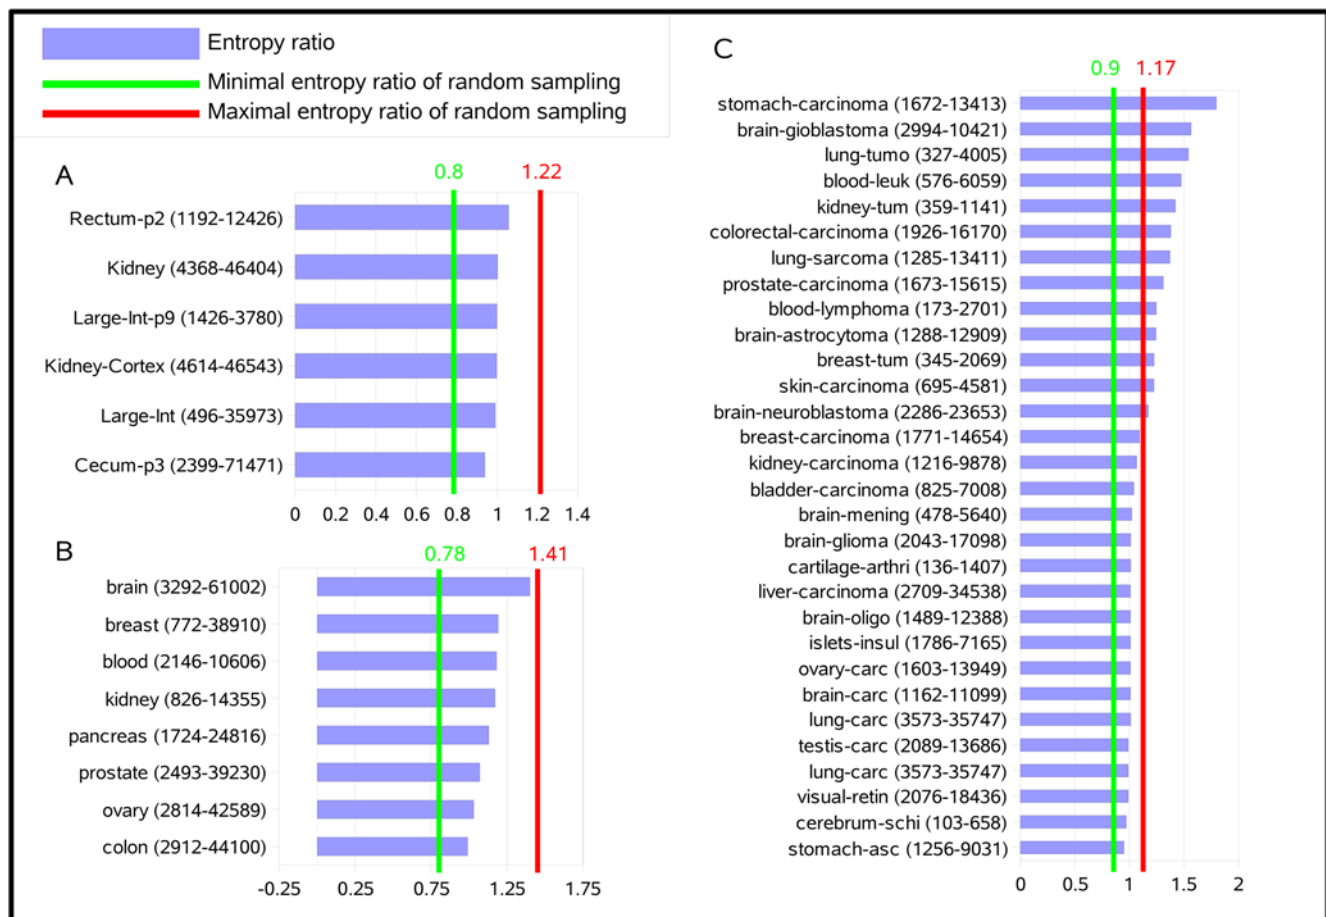 Entropy ratio
Minimal entropy ratio of random sampling
Maximal entropy ratio of random sampling
A
0.8 1.22
Rectum-p2 (1192-12426)
Kidney (4368-46404)
Large-Int-p9 (1426-3780)
Kidney-Cortex (4614-46543)
Large-Int (496-35973)
Cecum-p3 (2399-71471)
0 0.2 0.4 0.6 0.8 1 1.2 1.4
B
0.78 1.41
brain (3292-61002)
breast (772-38910)
blood (2146-10606)
kidney (826-14355)
pancreas (1724-24816)
prostate (2493-39230)
ovary (2814-42589)
colon (2912-44100)
-0.25 0.25 0.75 1.25 1.75
C
0.9 1.17
stomach-carcinoma (1672-13413)
brain-gioblastoma (2994-10421)
lung-tumo (327-4005)
blood-leuk (576-6059)
kidney-tum (359-1141)
colorectal-carcinoma (1926-16170)
lung-sarcoma (1285-13411)
prostate-carcinoma (1673-15615)
blood-lymphoma (173-2701)
brain-astrocytoma (1288-12909)
breast-tum (345-2069)
skin-carcinoma (695-4581)
brain-neuroblastoma (2286-23653)
breast-carcinoma (1771-14654)
kidney-carcinoma (1216-9878)
bladder-carcinoma (825-7008)
brain-mening (478-5640)
brain-glioma (2043-17098)
cartilage-arthri (136-1407)
liver-carcinoma (2709-34538)
brain-oligo (1489-12388)
islets-insul (1786-7165)
ovary-carc (1603-13949)
brain-carc (1162-11099)
lung-carc (3573-35747)
testis-carc (2089-13686)
lung-carc (3573-35747)
visual-retin (2076-18436)
cerebrum-schi (103-658)
stomach-asc (1256-9031)
0 0.5 1 1.5 2